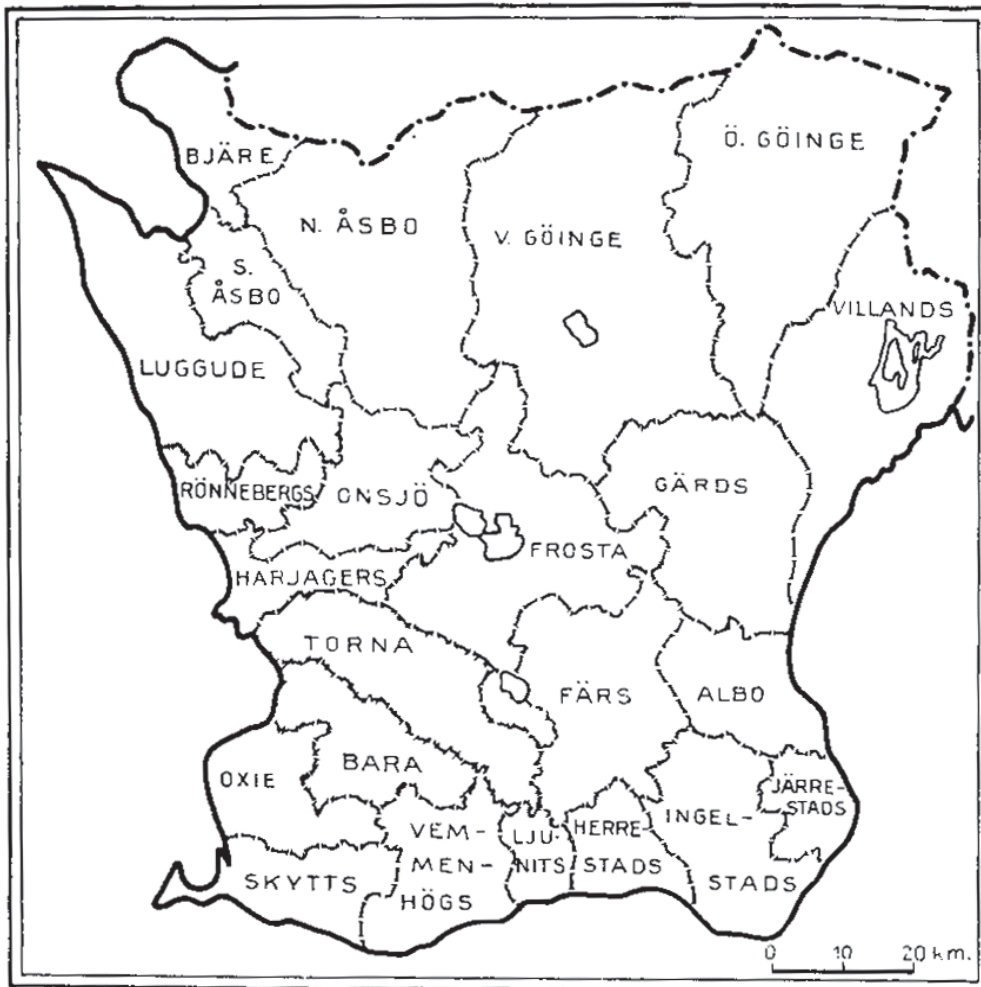 Ö. GÖINGE
BJÄRE
N. ÅSBO
V. GÖINGE
S.
ÅSBO
VILLANDS
LUGGUDE
RÖNNEBERGS
ONSJÖ
GÄRDS
FROSTA
HARJAGERS
TORNA
FÄRS
ALBO
BARA
OXIE
JÄRRE-
STADS
VEM-
MEN-
HÖGS
LJU-
NITS
HERRE-
STADS
INGEL-
STADS
SKYTTS
0 10 20 km.